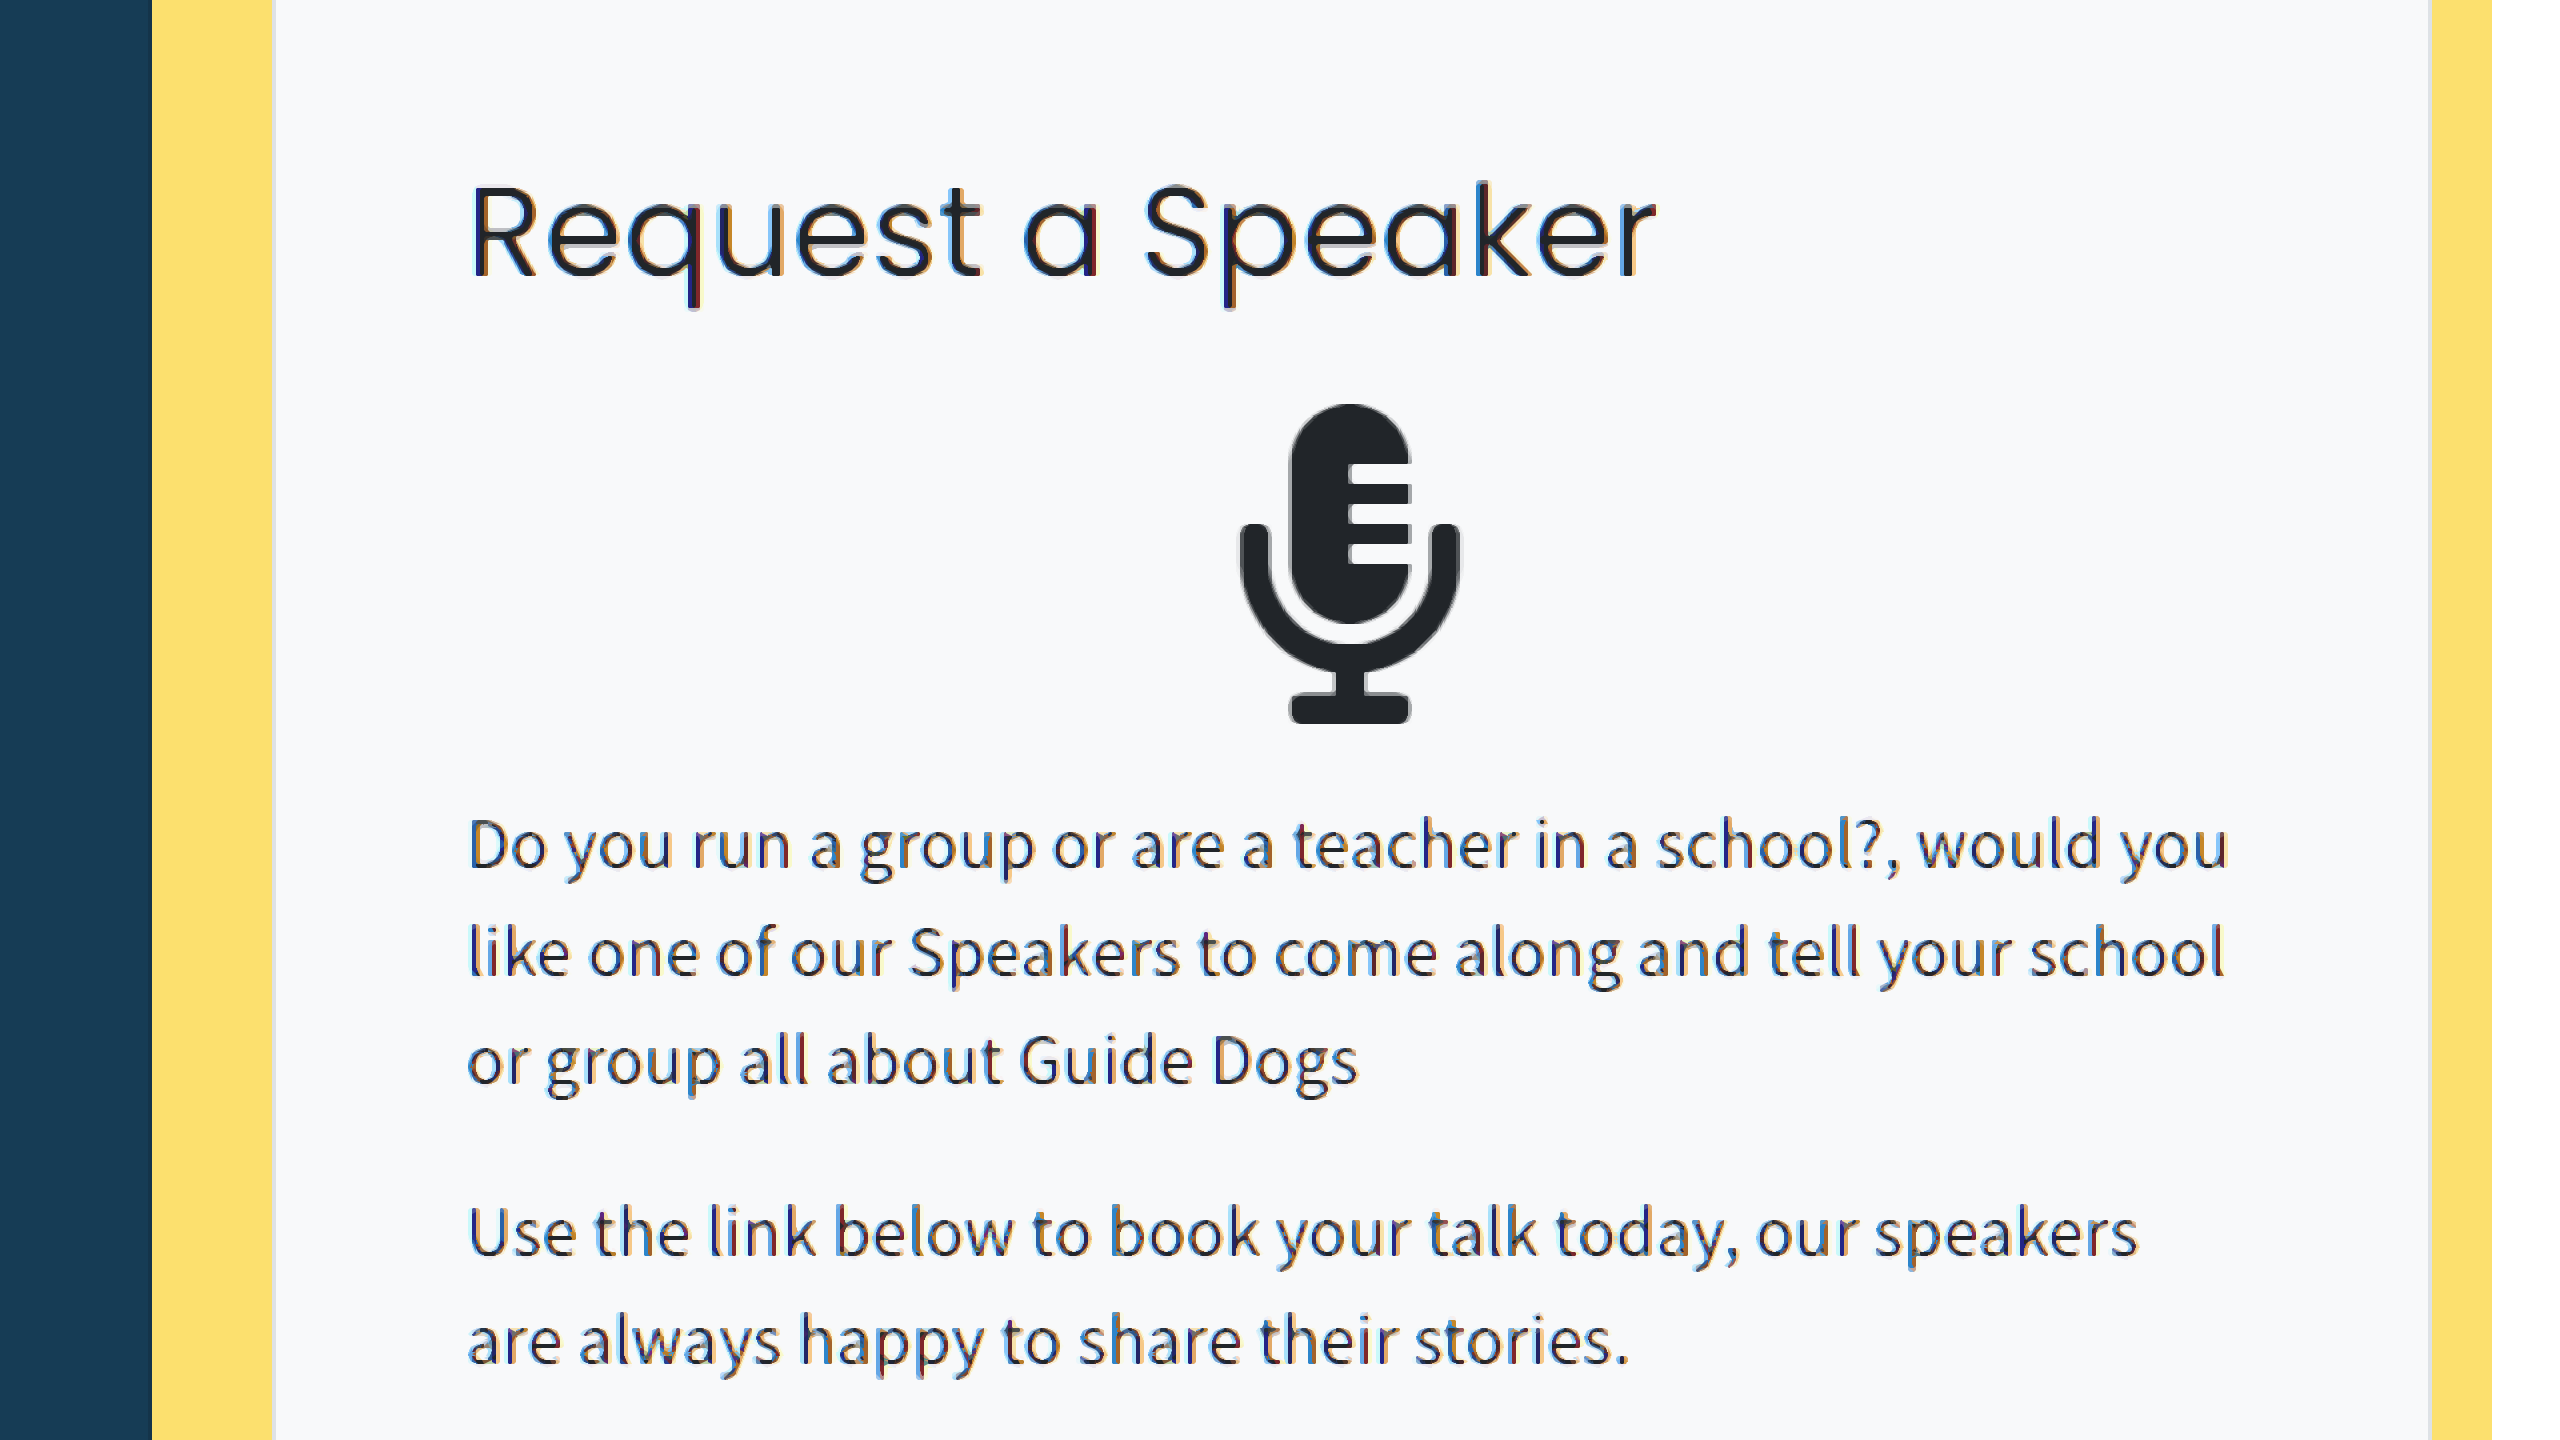 Request a Speaker
Do you run a group or are a teacher in a school?, would you
like one of our Speakers to come along and tell your school
or group all about Guide Dogs
Use the link below to book your talk today, our speakers
are always happy to share their stories.